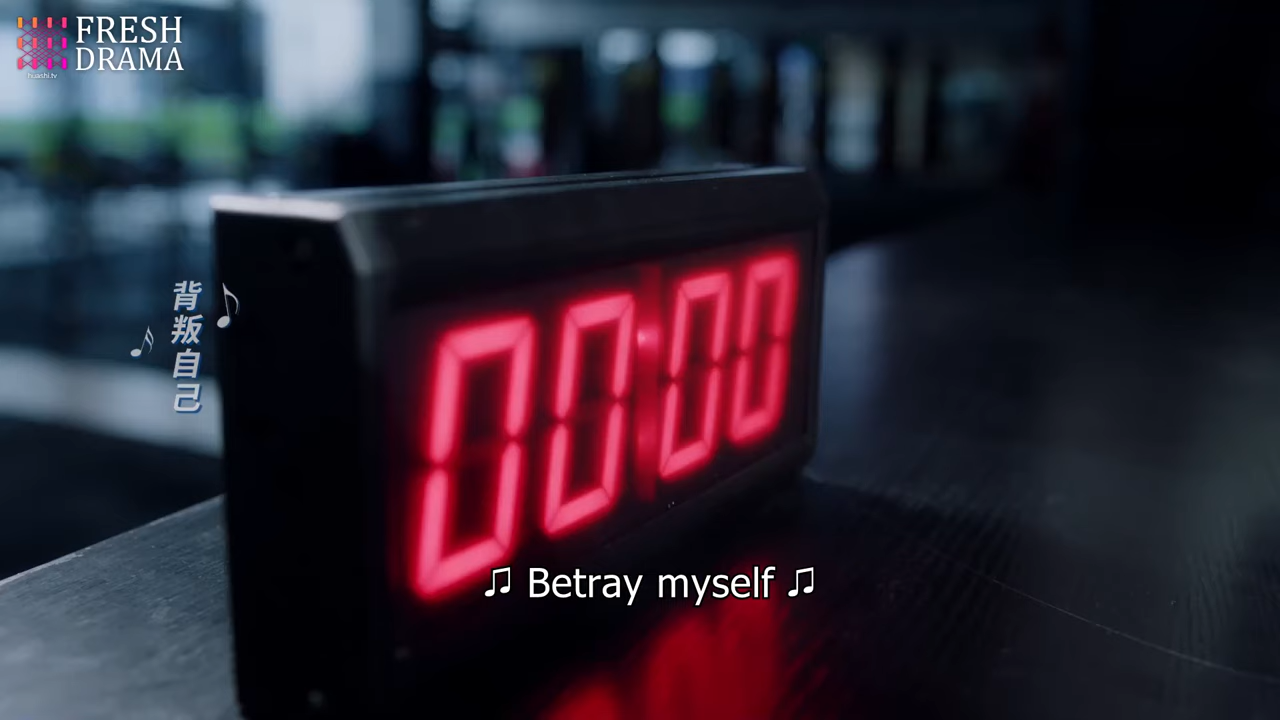 FRESH
DRAMA
huashi.tv
背叛自己
00:00
♫ Betray myself ♫